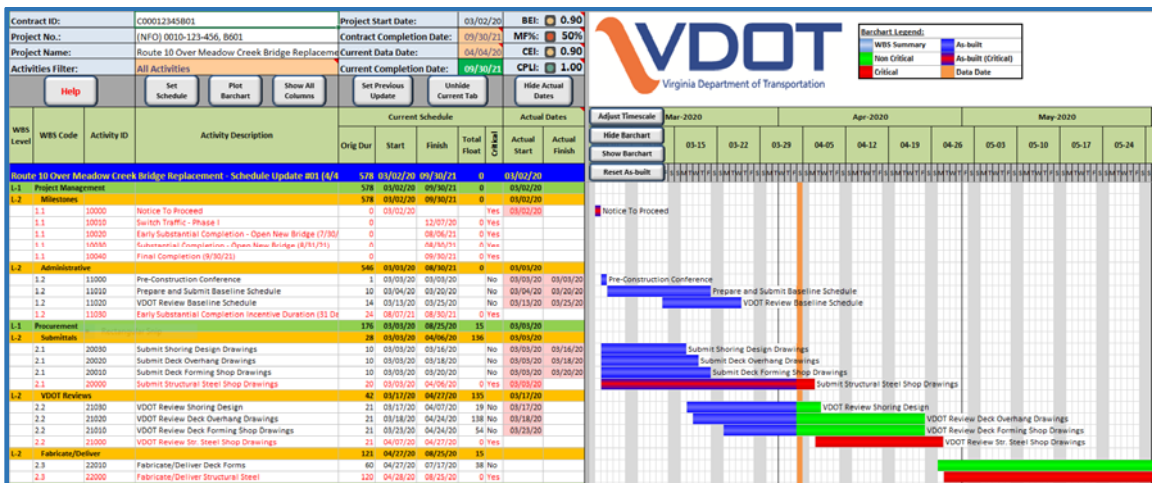 Contract ID: C00012345B01 Project Start Date: 03/02/20 BEI: 0.90
Project No.: (NFO) 0010-123-456, B601 Contract Completion Date: 09/30/21 MF%: 50%
Project Name: Route 10 Over Meadow Creek Bridge Replaceme Current Data Date: 04/04/20 CEI: 0.90
Activities Filter: All Activities Current Completion Date: 09/30/21 CPLI: 1.00
Help Set Schedule Plot Barchart Show All Columns Set Previous Update Unhide Current Tab Hide Actual Dates
VDOT
Virginia Department of Transportation
Barchart Legend:
WBS Summary As-built
Non Critical As-built (Critical)
Critical Data Date
Adjust Timescale Mar-2020 Apr-2020 May-2020
Hide Barchart
Show Barchart
Reset As-built
03-15 03-22 03-29 04-05 04-12 04-19 04-26 05-03 05-10 05-17 05-24
Current Schedule Actual Dates
WBS Level WBS Code Activity ID Activity Description Orig Dur Start Finish Total Float Critical Actual Start Actual Finish
Route 10 Over Meadow Creek Bridge Replacement - Schedule Update #01 (4/4 578 03/02/20 09/30/21 0 03/02/20
L-1 Project Management 578 03/02/20 09/30/21 0 03/02/20
L-2 Milestones 578 03/02/20 09/30/21 0 03/02/20
1.1 10000 Notice To Proceed 0 03/02/20 0 Yes 03/02/20 Notice To Proceed
1.1 10010 Switch Traffic - Phase I 0 12/07/20 0 Yes
1.1 10020 Early Substantial Completion - Open New Bridge (7/30/ 0 08/06/21 0 Yes
1.1 10030 Substantial Completion - Open New Bridge (8/31/21) 0 08/30/21 0 Yes
1.1 10040 Final Completion (9/30/21) 0 09/30/21 0 Yes
L-2 Administrative 546 03/03/20 08/30/21 0 03/03/20
1.2 11000 Pre-Construction Conference 1 03/03/20 03/03/20 No 03/03/20 03/03/20 Pre-Construction Conference
1.2 11010 Prepare and Submit Baseline Schedule 10 03/04/20 03/20/20 No 03/04/20 03/20/20 Prepare and Submit Baseline Schedule
1.2 11020 VDOT Review Baseline Schedule 14 03/13/20 03/25/20 No 03/13/20 03/25/20 VDOT Review Baseline Schedule
1.2 11030 Early Substantial Completion Incentive Duration (31 Da 24 08/07/21 08/30/21 0 Yes
L-1 Procurement 176 03/03/20 08/25/20 15 03/03/20
L-2 Submittals 28 03/03/20 04/06/20 136 03/03/20
2.1 20030 Submit Shoring Design Drawings 10 03/03/20 03/16/20 No 03/03/20 03/16/20 Submit Shoring Design Drawings
2.1 20020 Submit Deck Overhang Drawings 10 03/03/20 03/18/20 No 03/03/20 03/18/20 Submit Deck Overhang Drawings
2.1 20010 Submit Deck Forming Shop Drawings 10 03/03/20 03/20/20 No 03/03/20 03/20/20 Submit Deck Forming Shop Drawings
2.1 20000 Submit Structural Steel Shop Drawings 20 03/03/20 04/06/20 0 Yes 03/03/20 Submit Structural Steel Shop Drawings
L-2 VDOT Reviews 42 03/17/20 04/27/20 135 03/17/20
2.2 21030 VDOT Review Shoring Design 21 03/17/20 04/07/20 19 No 03/17/20 VDOT Review Shoring Design
2.2 21020 VDOT Review Deck Overhang Drawings 21 03/18/20 04/24/20 138 No 03/18/20 VDOT Review Deck Overhang Drawings
2.2 21010 VDOT Review Deck Forming Shop Drawings 21 03/23/20 04/24/20 54 No 03/23/20 VDOT Review Deck Forming Shop Drawings
2.2 21000 VDOT Review Str. Steel Shop Drawings 21 04/07/20 04/27/20 0 Yes VDOT Review Str. Steel Shop Drawings
L-2 Fabricate/Deliver 121 04/27/20 08/25/20 15
2.3 22010 Fabricate/Deliver Deck Forms 60 04/27/20 07/17/20 38 No
2.3 22000 Fabricate/Deliver Structural Steel 120 04/28/20 08/25/20 0 Yes